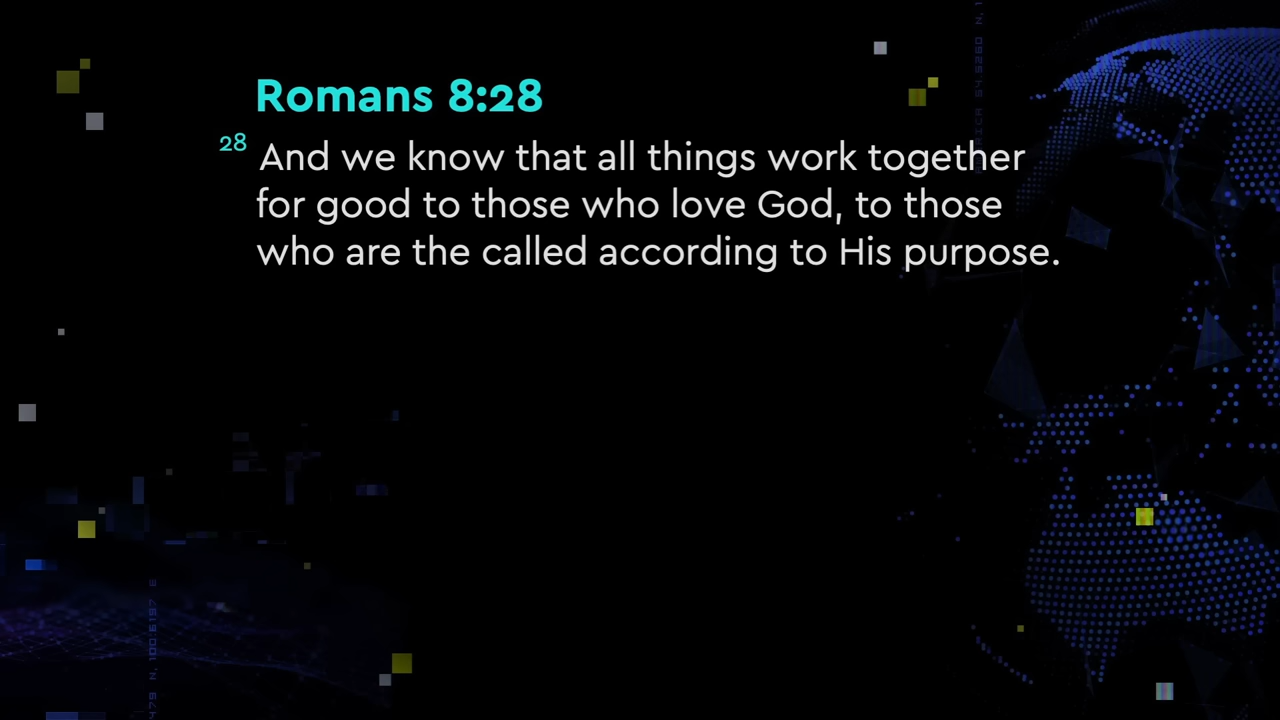 Romans 8:28
28 And we know that all things work together
for good to those who love God, to those
who are the called according to His purpose.